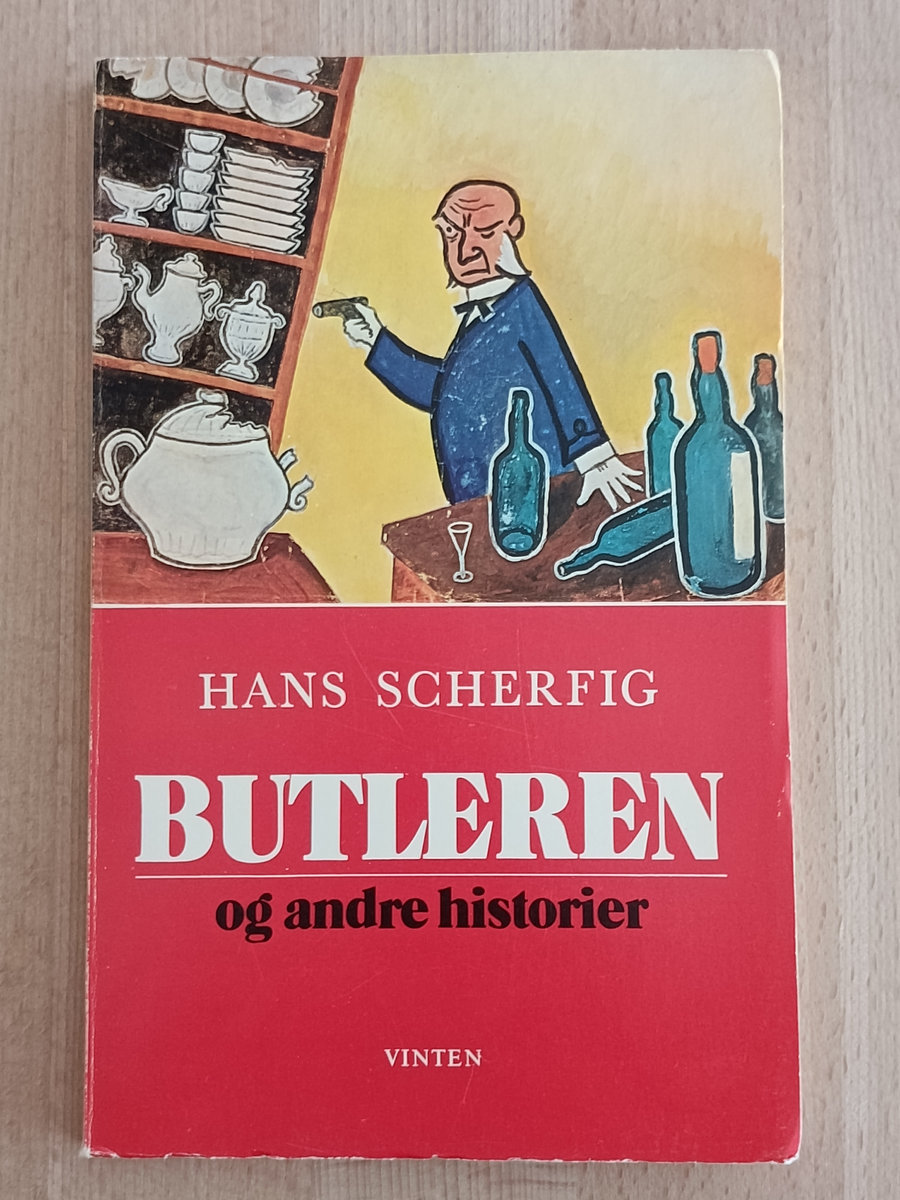 HANS SCHERFIG
BUTLEREN
og andre historier
VINTEN